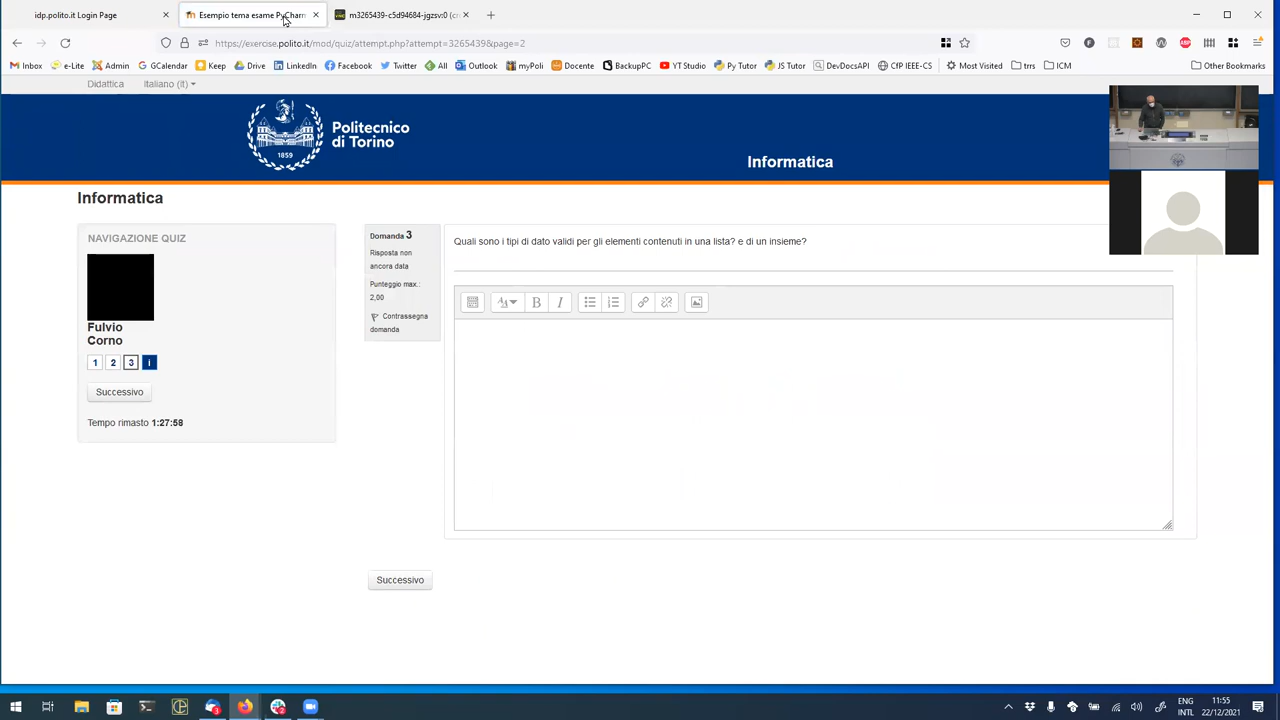 idp.polito.it Login Page
Esempio tema esame PyCharm
m3265439-c5d94684-jgzsv:0 (cr
https://exercise.polito.it/mod/quiz/attempt.php?attempt=3265439&page=2
Inbox e-Lite Admin GCalendar Keep Drive LinkedIn Facebook Twitter All Outlook myPoli Docente BackupPC YT Studio Py Tutor JS Tutor DevDocsAPI CfP IEEE-CS Most Visited trrs ICM Other Bookmarks
Didattica Italiano (it)
Politecnico
di Torino
1859
Informatica
Informatica
NAVIGAZIONE QUIZ
Fulvio
Corno
1 2 3 i
Successivo
Tempo rimasto 1:27:58
Domanda 3
Risposta non
ancora data
Punteggio max.:
2,00
Contrassegna
domanda
Quali sono i tipi di dato validi per gli elementi contenuti in una lista? e di un insieme?
Successivo
ENG
INTL
11:55
22/12/2021